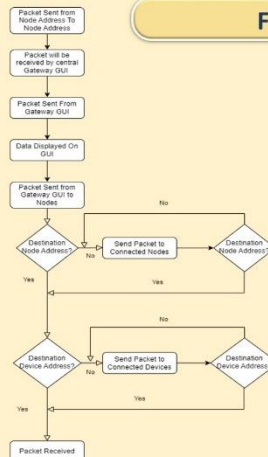 F
Packet Sent from
Node Address To
Node Address
Packet will be
received by central
Gateway GUI
Packet Sent From
Gateway GUI
Data Displayed On
GUI
Packet Sent from
Gateway GUI to
Nodes
No
Destination
Node Address?
No
Send Packet to
Connected Nodes
Destination
Node Address?
Yes
Yes
No
Destination
Device Address?
No
Send Packet to
Connected Devices
Destination
Device Address?
Yes
Yes
Packet Received